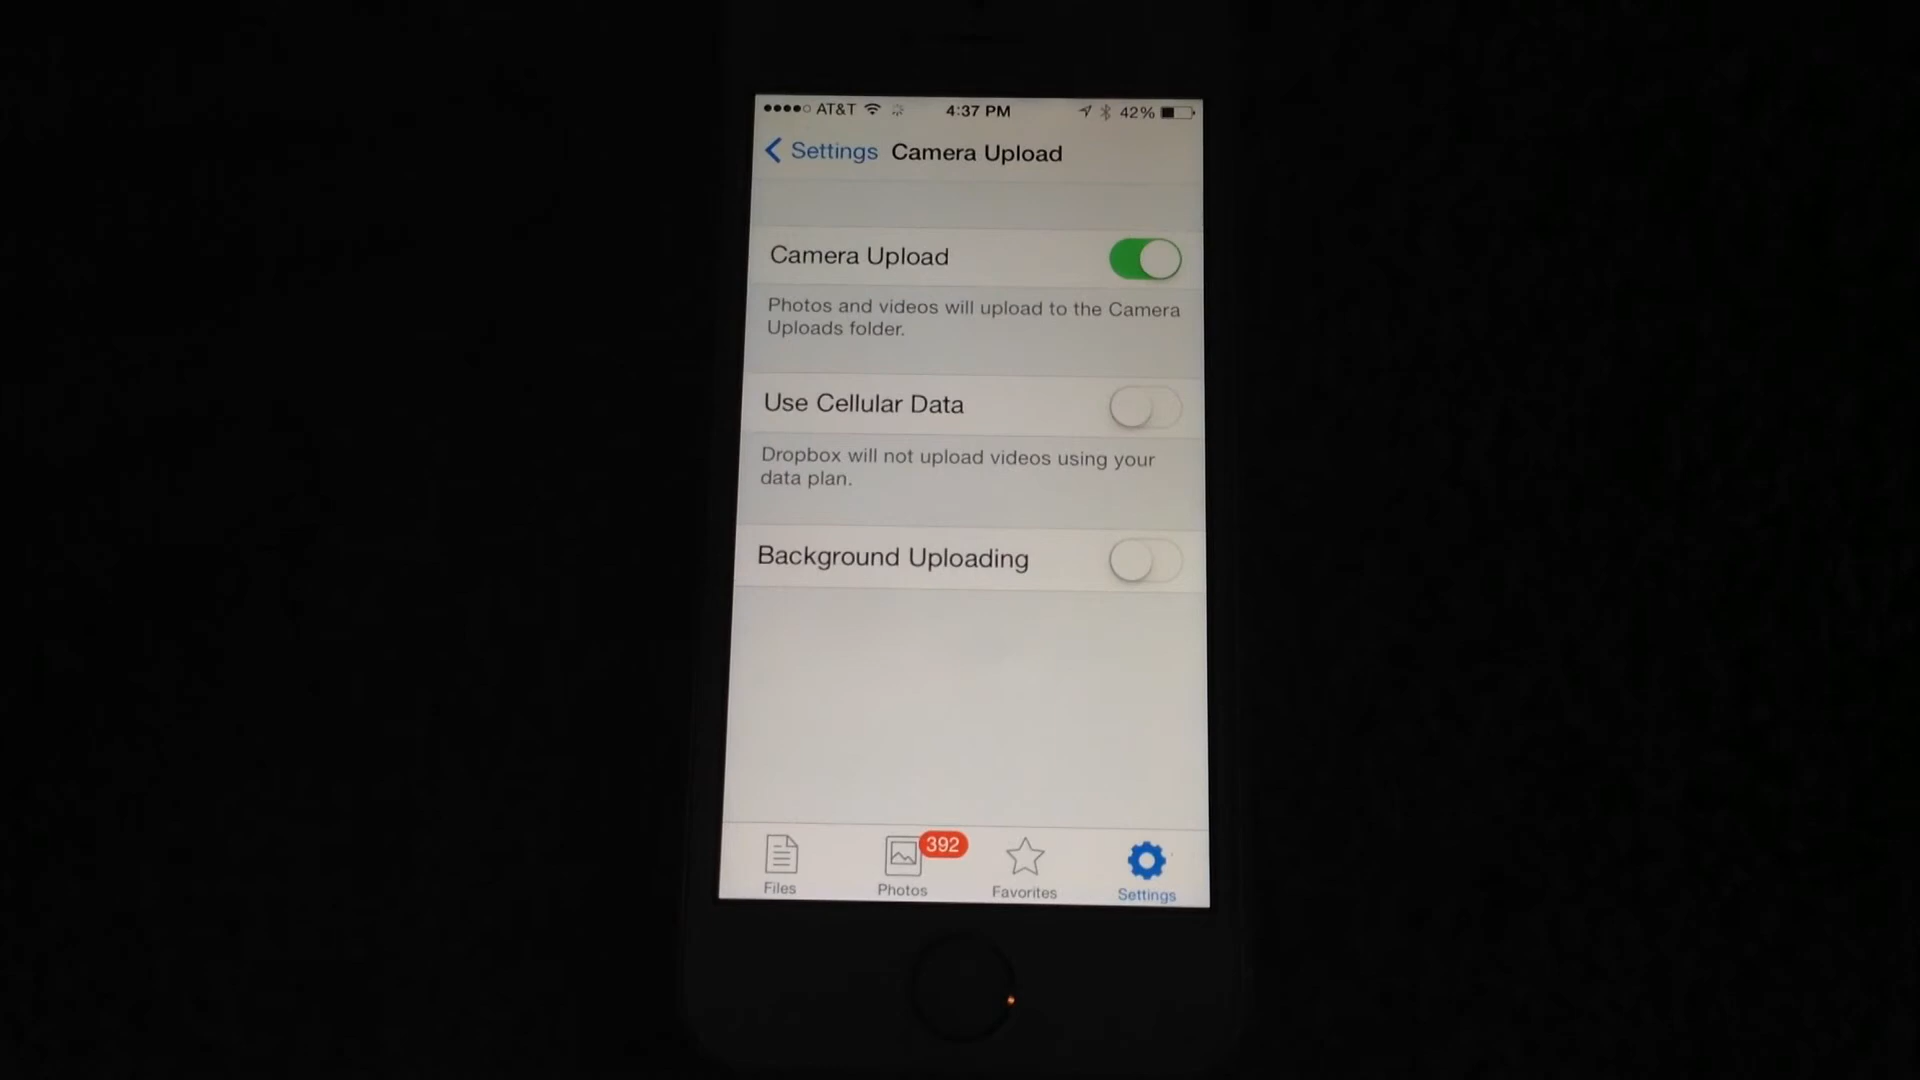 AT&T 4:37 PM 42%
Settings Camera Upload
Camera Upload
Photos and videos will upload to the Camera
Uploads folder.
Use Cellular Data
Dropbox will not upload videos using your
data plan.
Background Uploading
392
Files Photos Favorites Settings